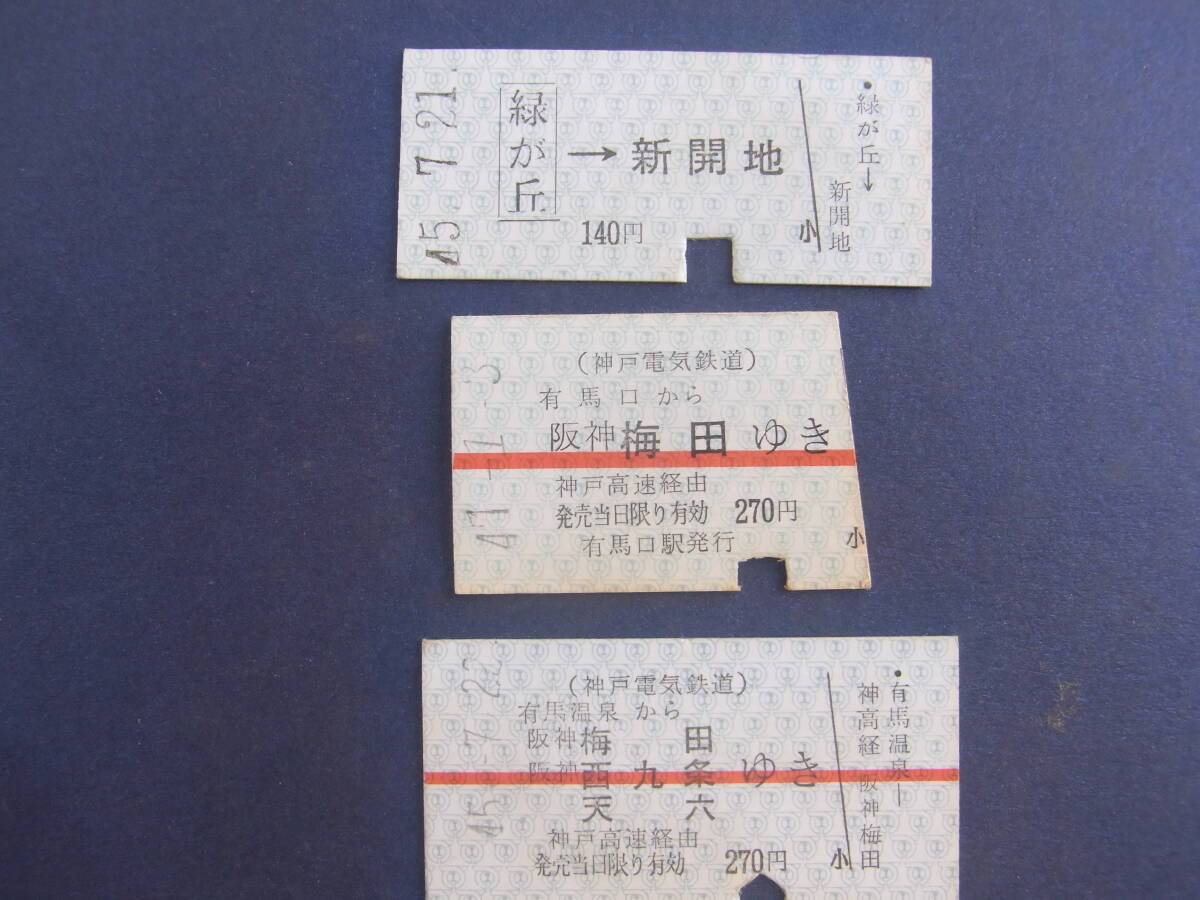 45. 7 21.
緑が丘→新開地
140円
小
緑が丘→
新開地
(神戸電気鉄道)
有馬口から
阪神梅田ゆき
神戸高速経由
発売当日限り有効 270円
有馬口駅発行
小
47 -1 -3
(神戸電気鉄道)
有馬温泉から
阪神梅田
阪神西九条ゆき
天六
神戸高速経由
発売当日限り有効 270円
小
45 -7 22
有馬温泉―
神高経 阪神梅田